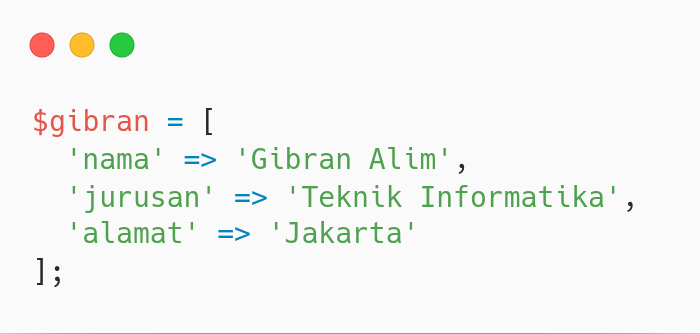 $gibran = [
  'nama' => 'Gibran Alim',
  'jurusan' => 'Teknik Informatika',
  'alamat' => 'Jakarta'
];